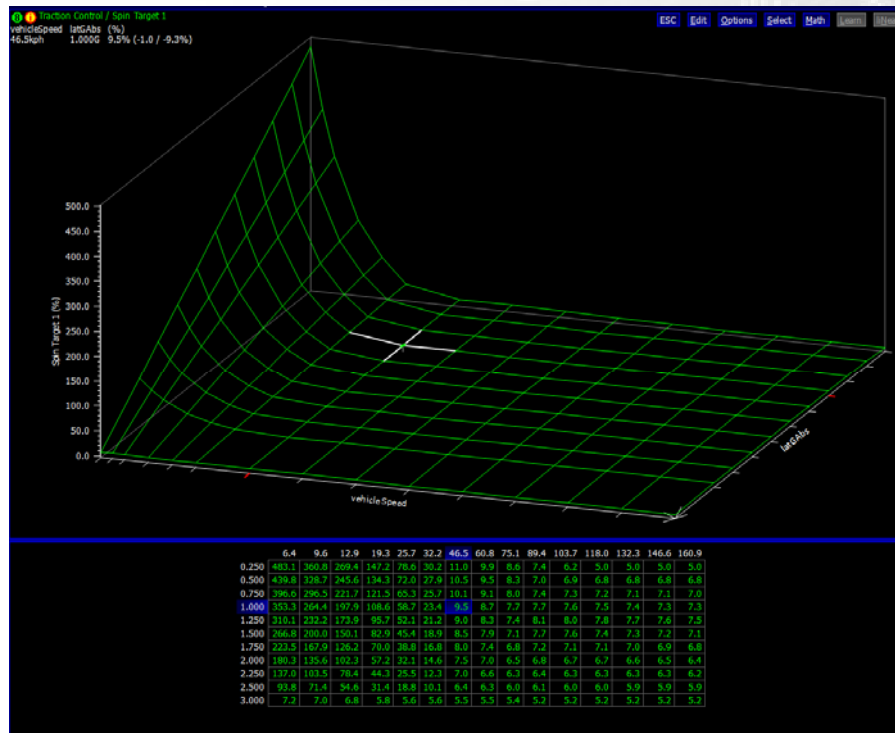 Traction Control / Spin Target 1
vehicleSpeed latGAbs (%)
46.5kph 1.000G 9.5% (-1.0 / -9.3%)
ESC Edit Options Select Math Learn
500.0
450.0
400.0
350.0
300.0
250.0
200.0
150.0
100.0
50.0
0.0
Spin Target 1 (%)
vehicleSpeed
latGAbs
6.4 9.6 12.9 19.3 25.7 32.2 46.5 60.8 75.1 89.4 103.7 118.0 132.3 146.6 160.9
0.250 483.1 360.8 269.4 147.2 78.6 30.2 11.0 9.9 8.6 7.4 6.2 5.0 5.0 5.0 5.0
0.500 439.8 328.7 245.6 134.3 72.0 27.9 10.5 9.5 8.3 7.0 6.9 6.8 6.8 6.8 6.8
0.750 396.6 296.5 221.7 121.5 65.3 25.7 10.1 9.1 8.0 7.4 7.3 7.2 7.1 7.1 7.0
1.000 353.3 264.4 197.9 108.6 58.7 23.4 9.5 8.7 7.7 7.7 7.6 7.5 7.4 7.3 7.3
1.250 310.1 232.2 173.9 95.7 52.1 21.2 9.0 8.3 7.4 8.1 8.0 7.8 7.7 7.6 7.5
1.500 266.8 200.0 150.1 82.9 45.4 18.9 8.5 7.9 7.1 7.7 7.6 7.4 7.3 7.2 7.1
1.750 223.5 167.9 126.2 70.0 38.8 16.8 8.0 7.4 6.8 7.2 7.1 7.1 7.0 6.9 6.8
2.000 180.3 135.6 102.3 57.2 32.1 14.6 7.5 7.0 6.5 6.8 6.7 6.7 6.6 6.5 6.4
2.250 137.0 103.5 78.4 44.3 25.5 12.3 7.0 6.6 6.3 6.4 6.3 6.3 6.3 6.3 6.2
2.500 93.8 71.4 54.6 31.4 18.8 10.1 6.4 6.3 6.0 6.1 6.0 6.0 5.9 5.9 5.9
3.000 7.2 7.0 6.8 5.8 5.6 5.6 5.5 5.5 5.4 5.2 5.2 5.2 5.2 5.2 5.2